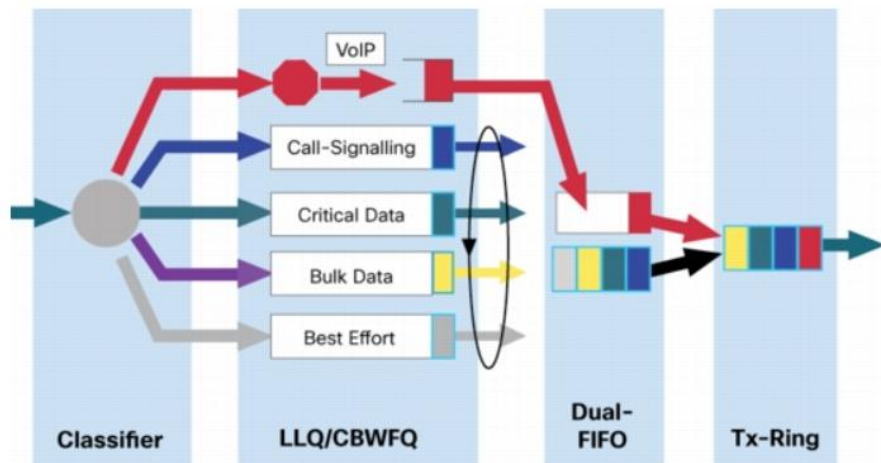 VoIP
Call-Signalling
Critical Data
Bulk Data
Best Effort
Classifier
LLQ/CBWFQ
Dual-
FIFO
Tx-Ring